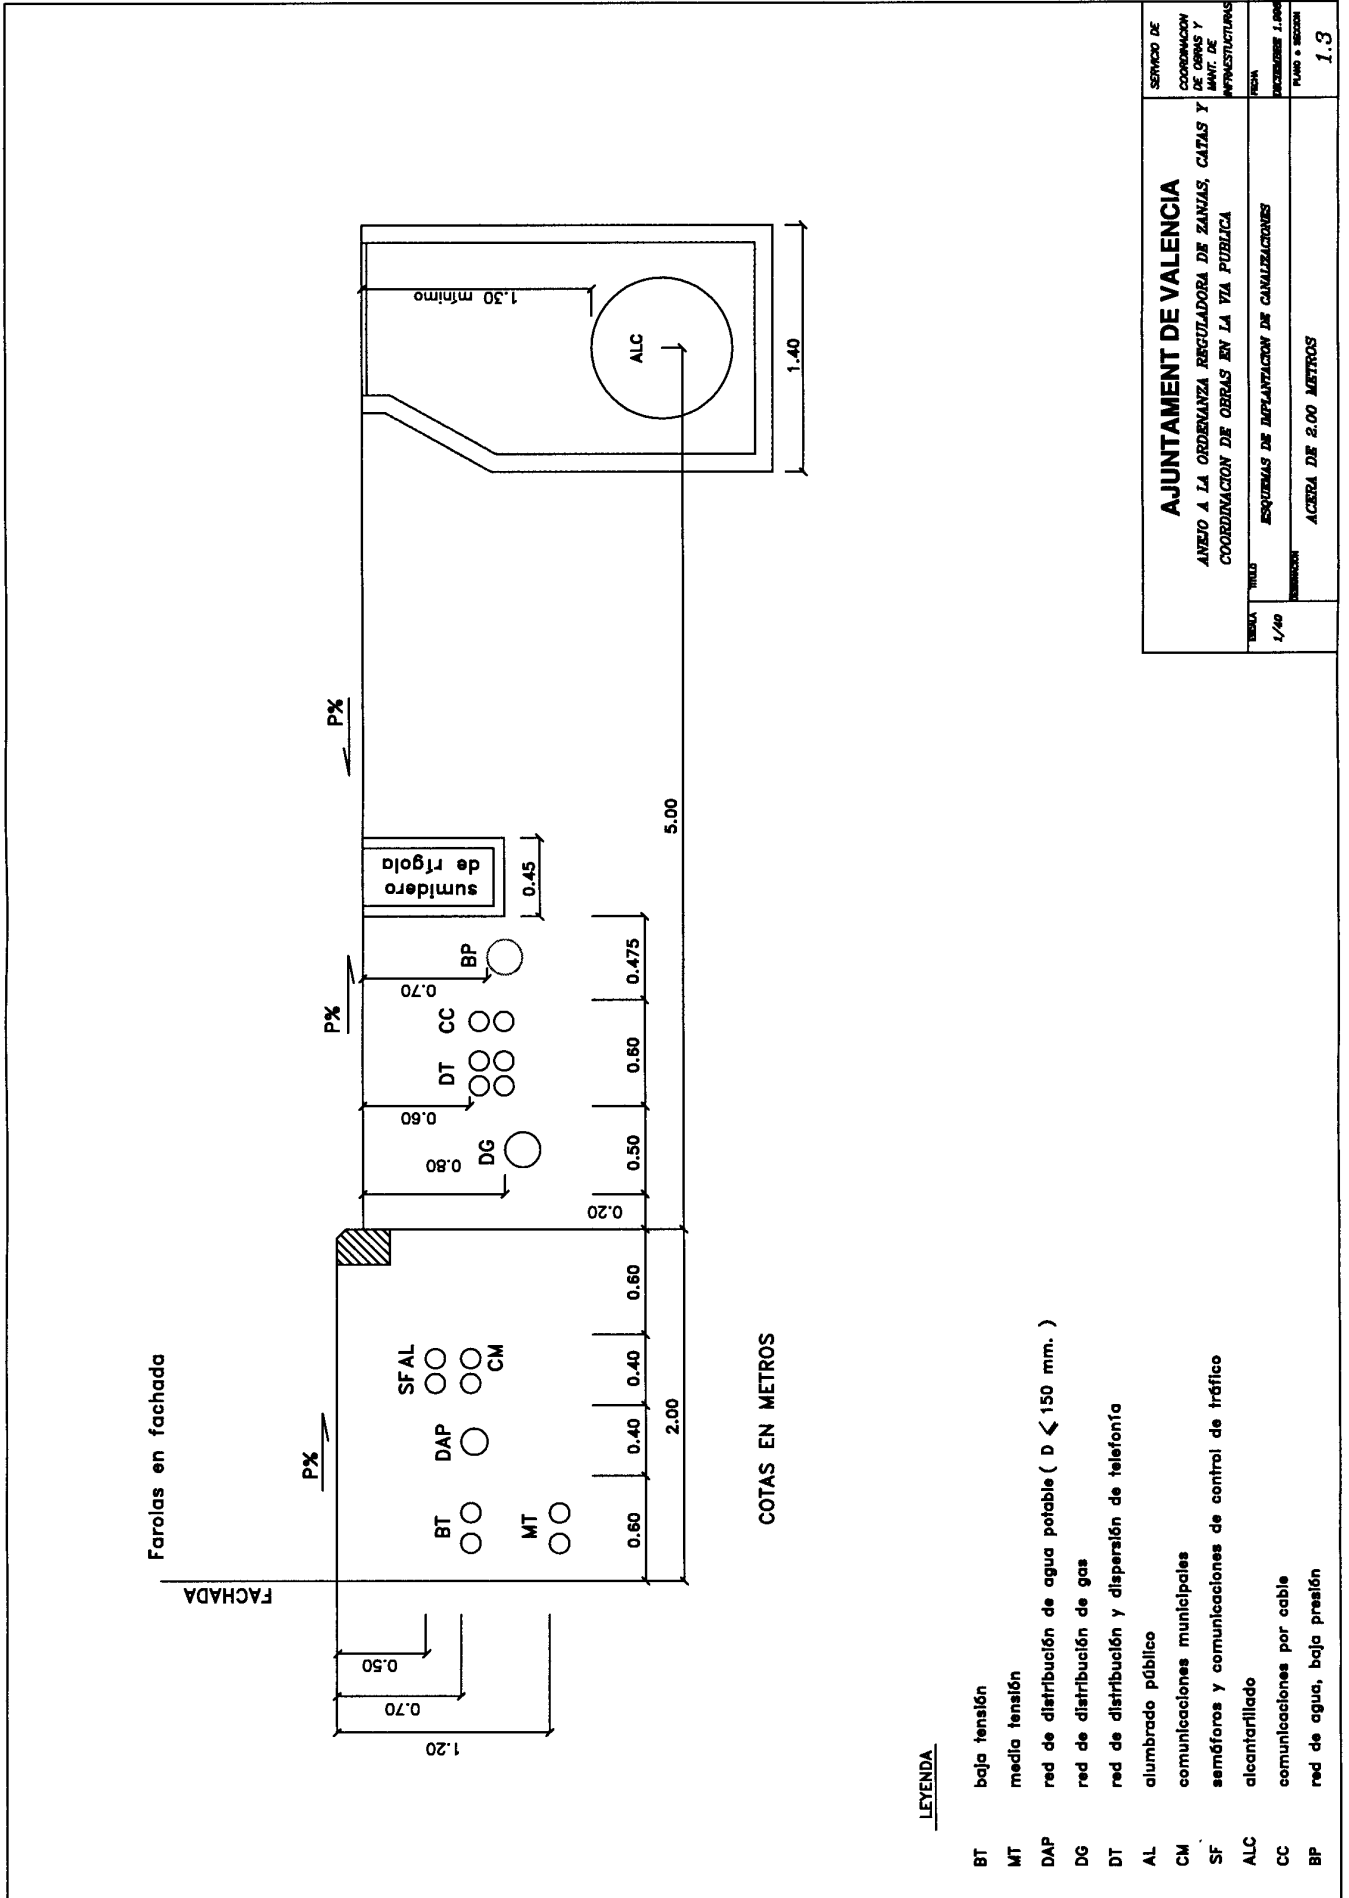 Farolas en fachada
FACHADA
P%
P%
P%
0.50
0.70
1.20
BT
MT
DAP
SF AL
CM
DG
DT
CC
BP
0.80
0.60
0.70
sumidero
de rígola
0.45
ALC
1.30 mínimo
1.40
0.60
0.40
0.40
0.60
0.20
0.50
0.60
0.475
2.00
5.00
COTAS EN METROS
LEYENDA
BT baja tensión
MT media tensión
DAP red de distribución de agua potable ( D ⩽ 150 mm. )
DG red de distribución de gas
DT red de distribución y dispersión de telefonía
AL alumbrado público
CM comunicaciones municipales
SF semáforos y comunicaciones de control de tráfico
ALC alcantarillado
CC comunicaciones por cable
BP red de agua, baja presión
AJUNTAMENT DE VALENCIA
ANEJO A LA ORDENANZA REGULADORA DE ZANJAS, CATAS Y
COORDINACION DE OBRAS EN LA VIA PUBLICA
SERVICIO DE
COORDINACION
DE OBRAS Y
MANT. DE
INFRAESTUCTURAS
ESCALA
1/40
TITULO
ESQUEMAS DE IMPLANTACION DE CANALIZACIONES
FECHA
DICIEMBRE
DESIGNACION
ACERA DE 2.00 METROS
PLANO o SECCION
1.3